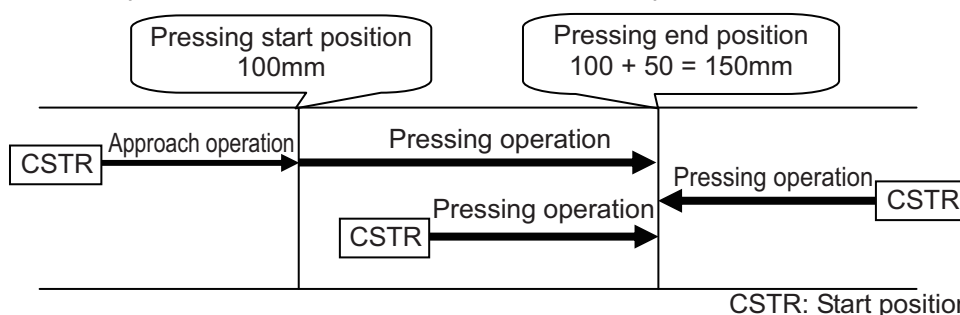 Pressing start position
100mm
Pressing end position
100 + 50 = 150mm
CSTR
Approach operation
Pressing operation
Pressing operation
CSTR
CSTR
Pressing operation
CSTR: Start position